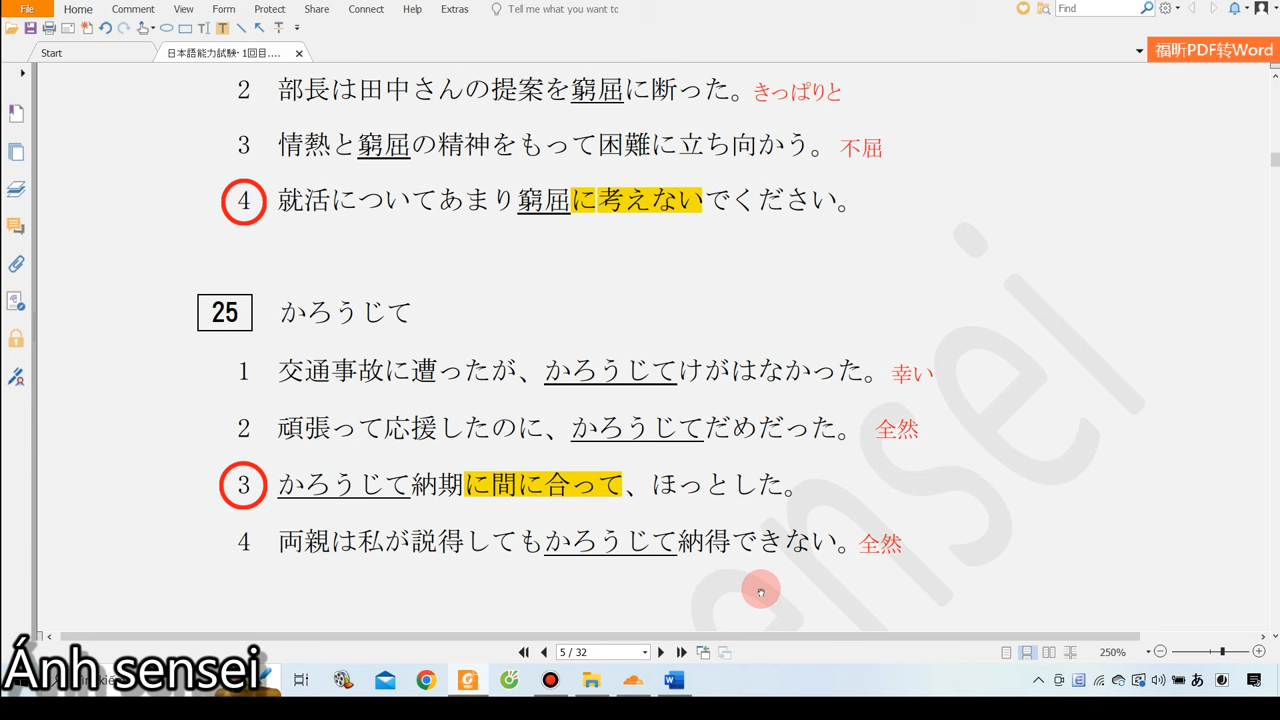 File Home Comment View Form Protect Share Connect Help Extras Tell me what you want to Find
Start 日本語能力試験- 1回目.... 福昕PDF转Word
2 部長は田中さんの提案を窮屈に断った。 きっぱりと
3 情熱と窮屈の精神をもって困難に立ち向かう。 不屈
4 就活についてあまり窮屈に考えないでください。
25 かろうじて
1 交通事故に遭ったが、かろうじてけがはなかった。 幸い
2 頑張って応援したのに、かろうじてだめだった。 全然
3 かろうじて納期に間に合って、ほっとした。
4 両親は私が説得してもかろうじて納得できない。 全然
sensei
5 / 32 250%
Ánh sensei